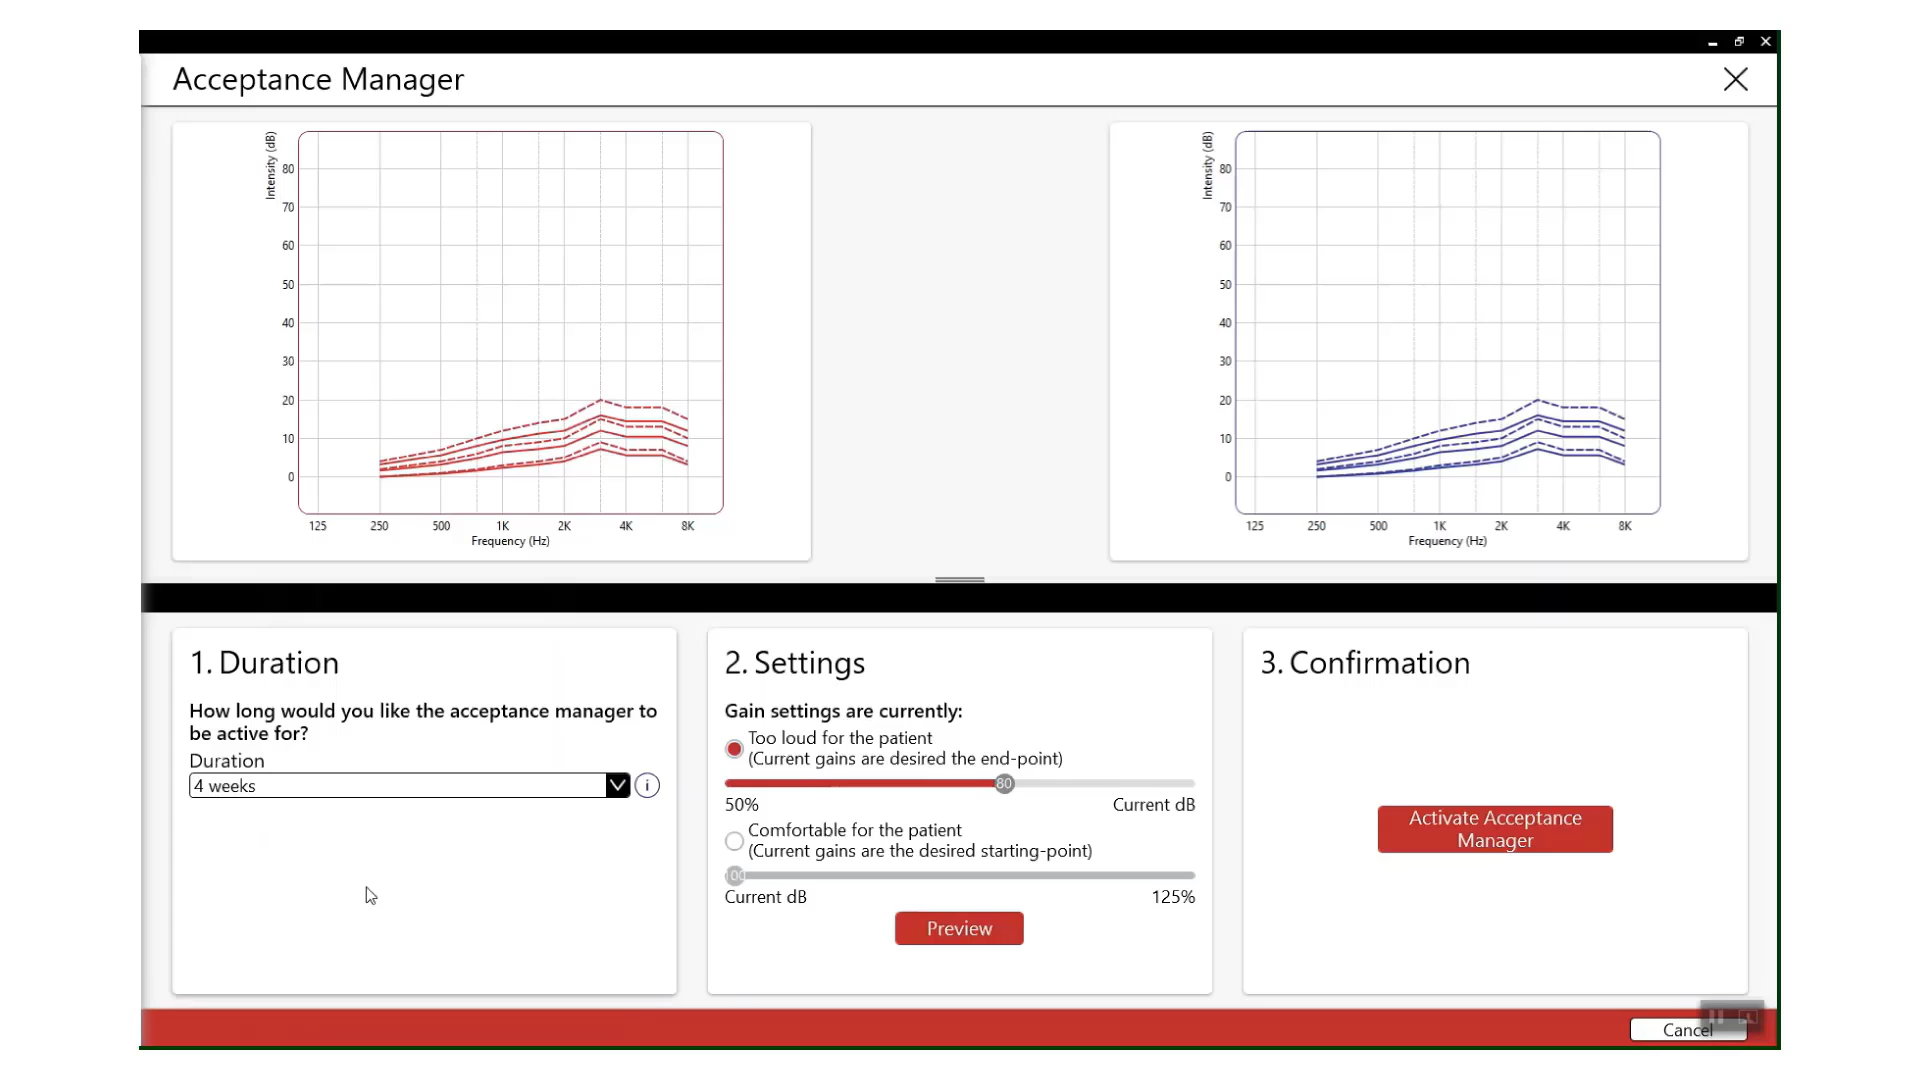 Acceptance Manager
Intensity (dB)
80
70
60
50
40
30
20
10
0
125 250 500 1K 2K 4K 8K
Frequency (Hz)
Intensity (dB)
80
70
60
50
40
30
20
10
0
125 250 500 1K 2K 4K 8K
Frequency (Hz)
1. Duration
How long would you like the acceptance manager to
be active for?
Duration
4 weeks
i
2. Settings
Gain settings are currently:
Too loud for the patient
(Current gains are desired the end-point)
80
50% Current dB
Comfortable for the patient
(Current gains are the desired starting-point)
Current dB 125%
Preview
3. Confirmation
Activate Acceptance
Manager
Cancel